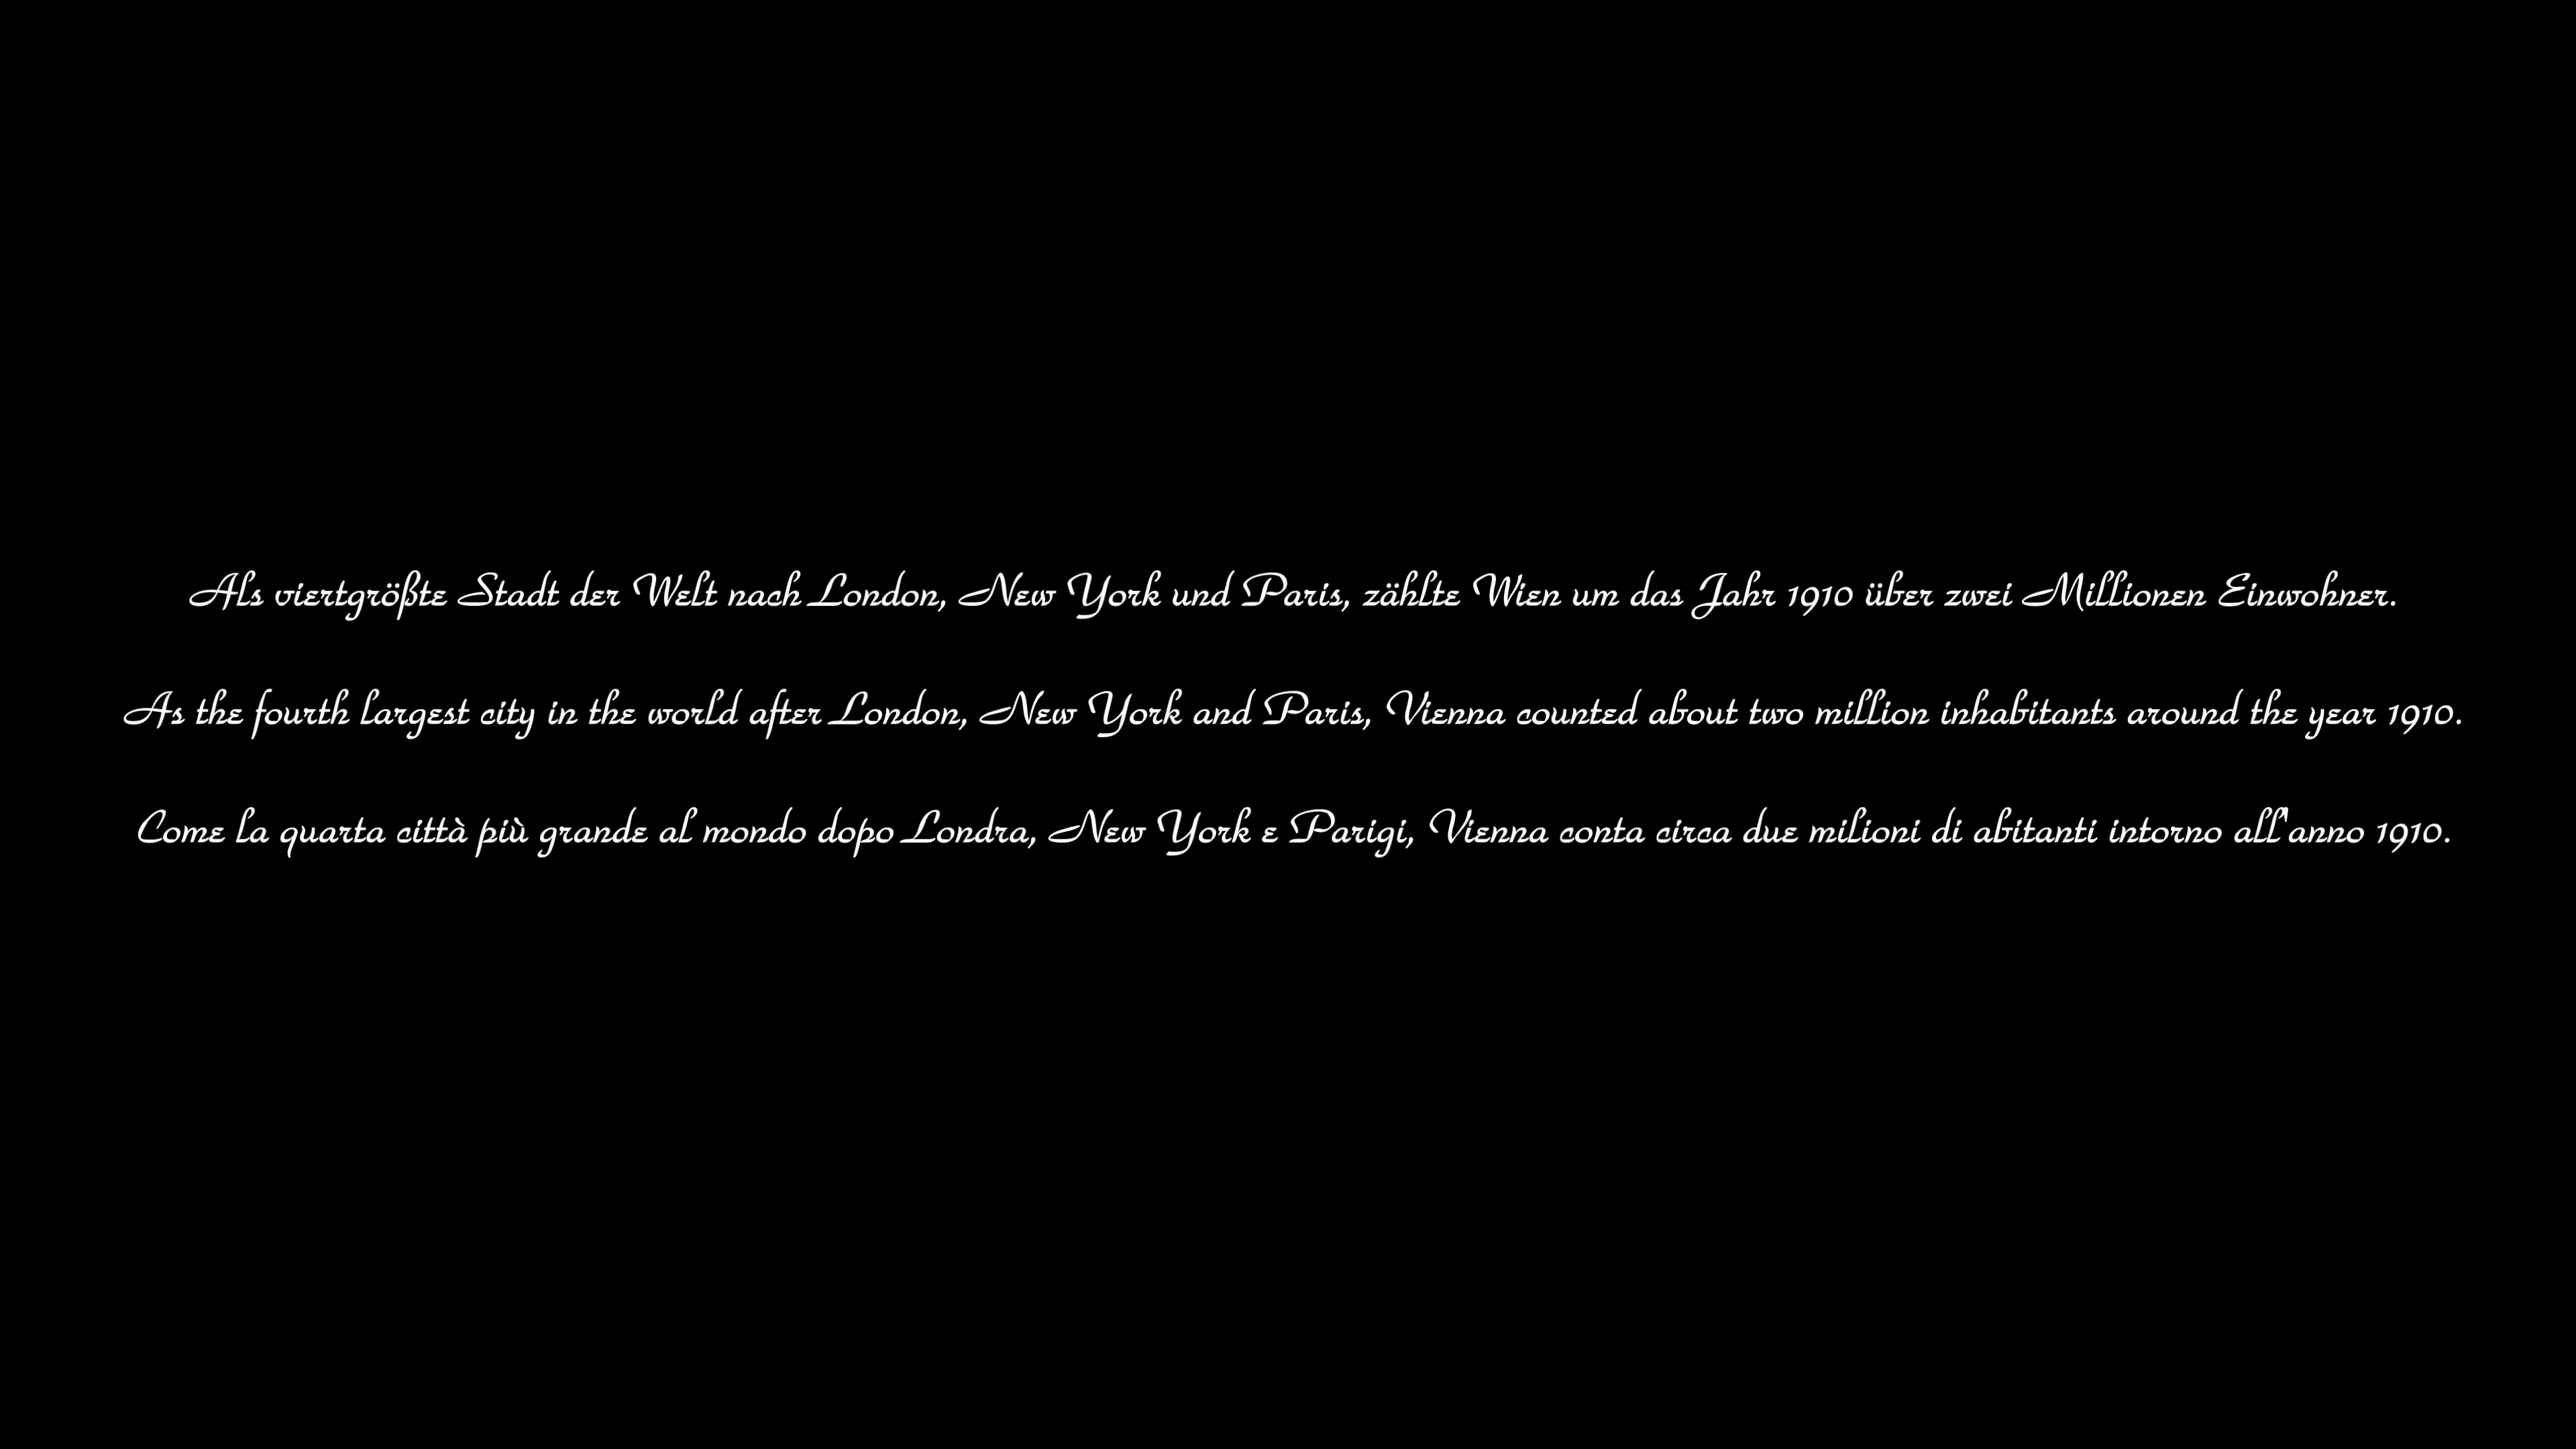 Als viertgrößte Stadt der Welt nach London, New York und Paris, zählte Wien um das Jahr 1910 über zwei Millionen Einwohner.
As the fourth largest city in the world after London, New York and Paris, Vienna counted about two million inhabitants around the year 1910.
Come la quarta città più grande al mondo dopo Londra, New York e Parigi, Vienna conta circa due milioni di abitanti intorno all'anno 1910.